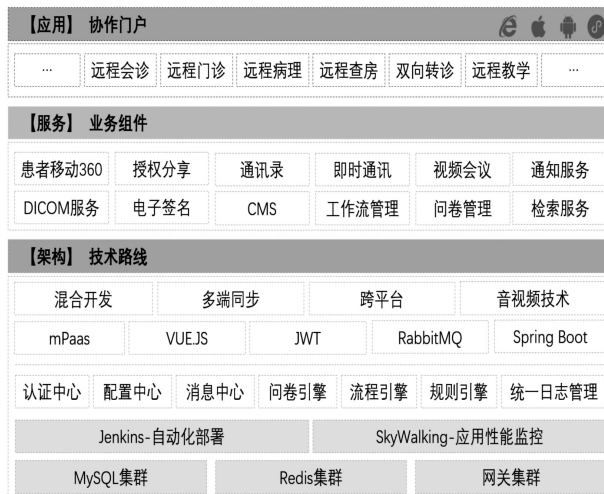 【应用】 协作门户
... 远程会诊 远程门诊 远程病理 远程查房 双向转诊 远程教学 ...
【服务】 业务组件
患者移动360 授权分享 通讯录 即时通讯 视频会议 通知服务
DICOM服务 电子签名 CMS 工作流管理 问卷管理 检索服务
【架构】 技术路线
混合开发 多端同步 跨平台 音视频技术
mPaas VUE.JS JWT RabbitMQ Spring Boot
认证中心 配置中心 消息中心 问卷引擎 流程引擎 规则引擎 统一日志管理
Jenkins-自动化部署 SkyWalking-应用性能监控
MySQL集群 Redis集群 网关集群